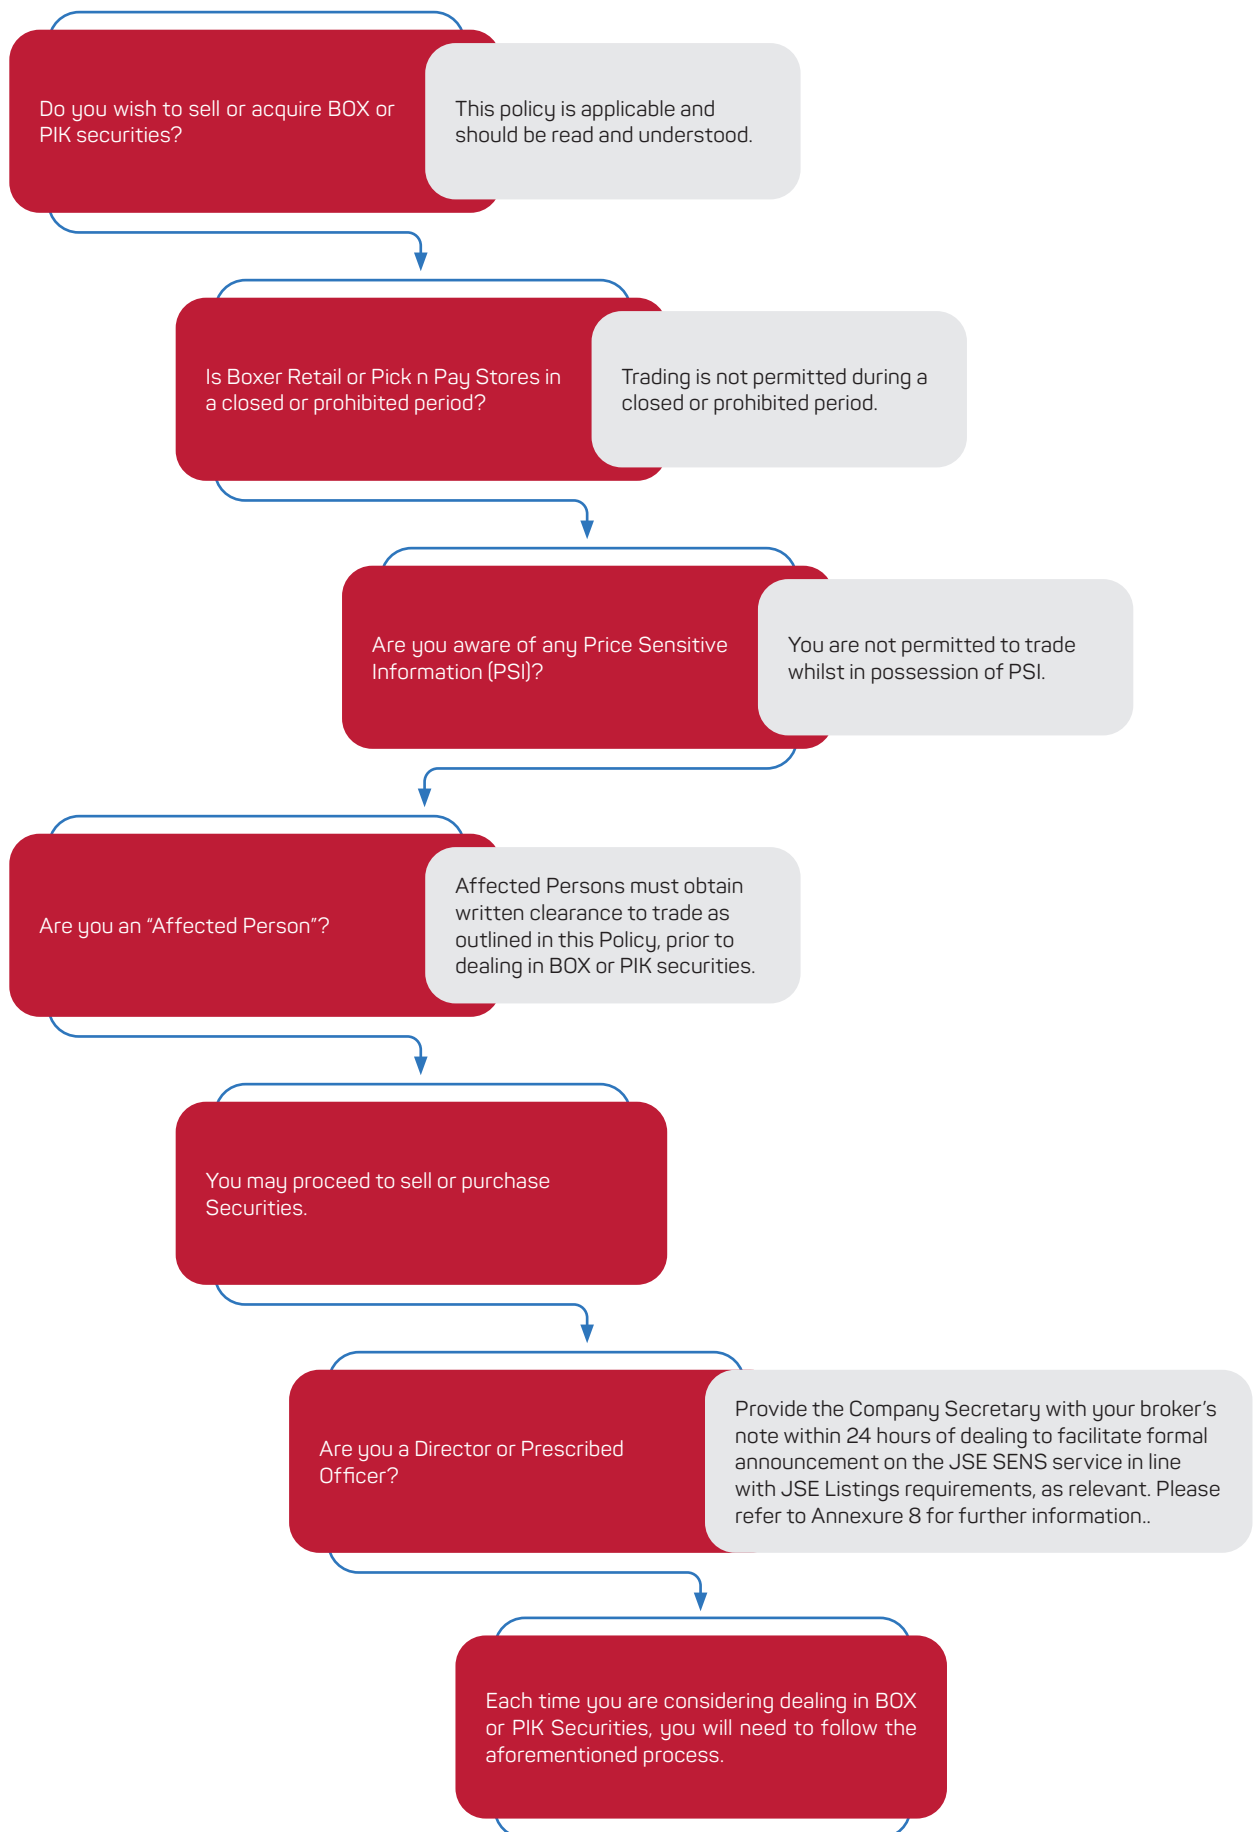 Do you wish to sell or acquire BOX or
PIK securities?
This policy is applicable and
should be read and understood.
Is Boxer Retail or Pick n Pay Stores in
a closed or prohibited period?
Trading is not permitted during a
closed or prohibited period.
Are you aware of any Price Sensitive
Information (PSI)?
You are not permitted to trade
whilst in possession of PSI.
Are you an “Affected Person”?
Affected Persons must obtain
written clearance to trade as
outlined in this Policy, prior to
dealing in BOX or PIK securities.
You may proceed to sell or purchase
Securities.
Are you a Director or Prescribed
Officer?
Provide the Company Secretary with your broker’s
note within 24 hours of dealing to facilitate formal
announcement on the JSE SENS service in line
with JSE Listings requirements, as relevant. Please
refer to Annexure 8 for further information..
Each time you are considering dealing in BOX
or PIK Securities, you will need to follow the
aforementioned process.